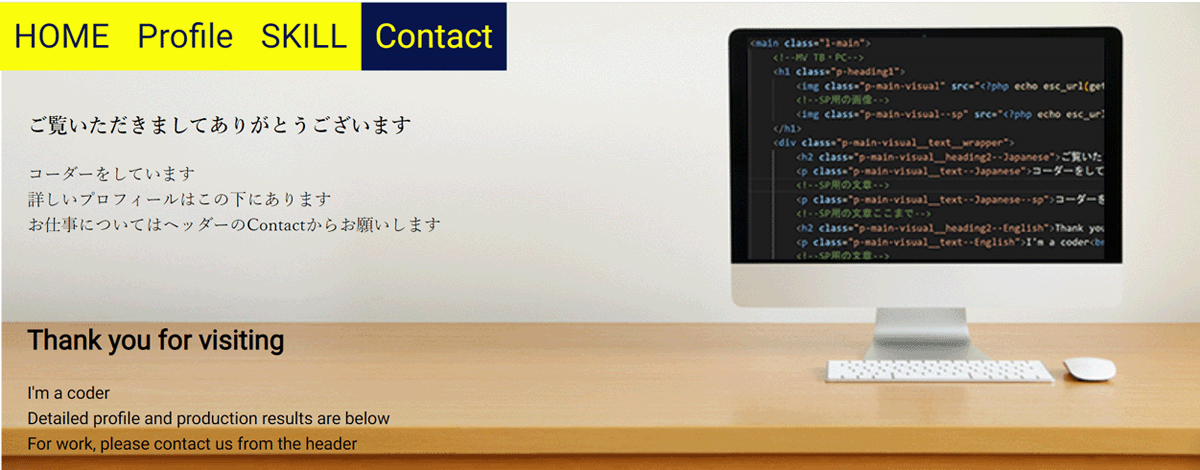 HOME Profile SKILL Contact
ご覧いただきましてありがとうございます
コーダーをしています
詳しいプロフィールはこの下にあります
お仕事についてはヘッダーのContactからお願いします
Thank you for visiting
I'm a coder
Detailed profile and production results are below
For work, please contact us from the header
<main class="l-main">
<!--MV TB・PC-->
<h1 class="p-heading1">
<img class="p-main-visual" src="<?php echo esc_url(get
<!--SP用の画像-->
<img class="p-main-visual--sp" src="<?php echo esc_url
</h1>
<div class="p-main-visual__text__wrapper">
<h2 class="p-main-visual__heading2--Japanese">ご覧いた
<p class="p-main-visual__text--Japanese">コーダーをして
<!--SP用の文章-->
<p class="p-main-visual__text--Japanese--sp">コーダーを
<!--SP用の文章ここまで-->
<h2 class="p-main-visual__heading2--English">Thank you
<p class="p-main-visual__text--English">I'm a coder<br
<!--SP用の文章-->